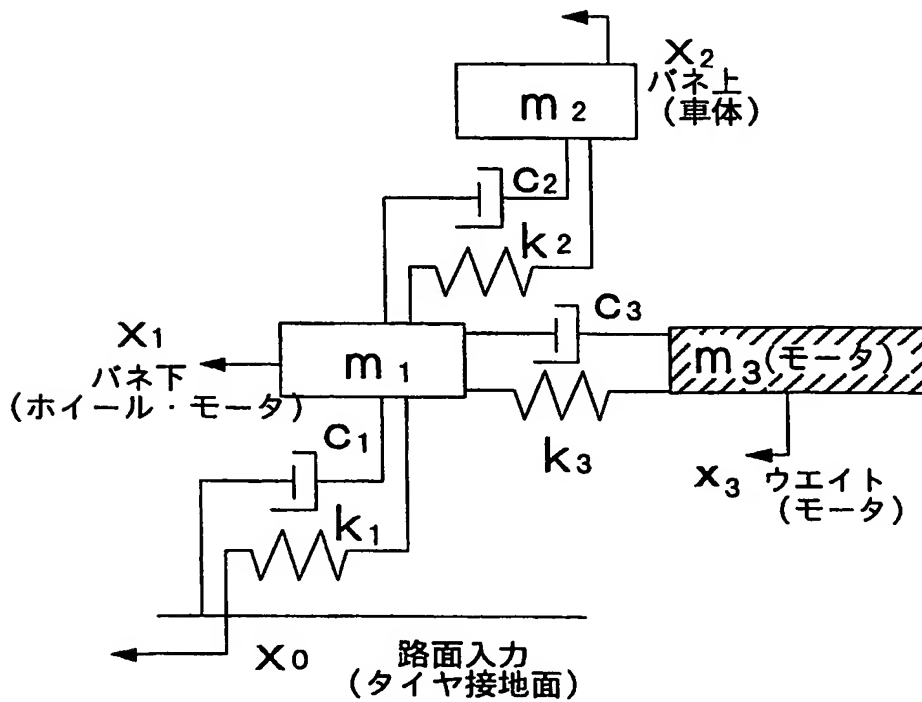 X2
バネ上
(車体)
m2
C2
k2
C3
X1
m1
m3(モータ)
バネ下
(ホイール・モータ)
C1
k3
x3 ウエイト
(モータ)
k1
X0 路面入力
(タイヤ接地面)